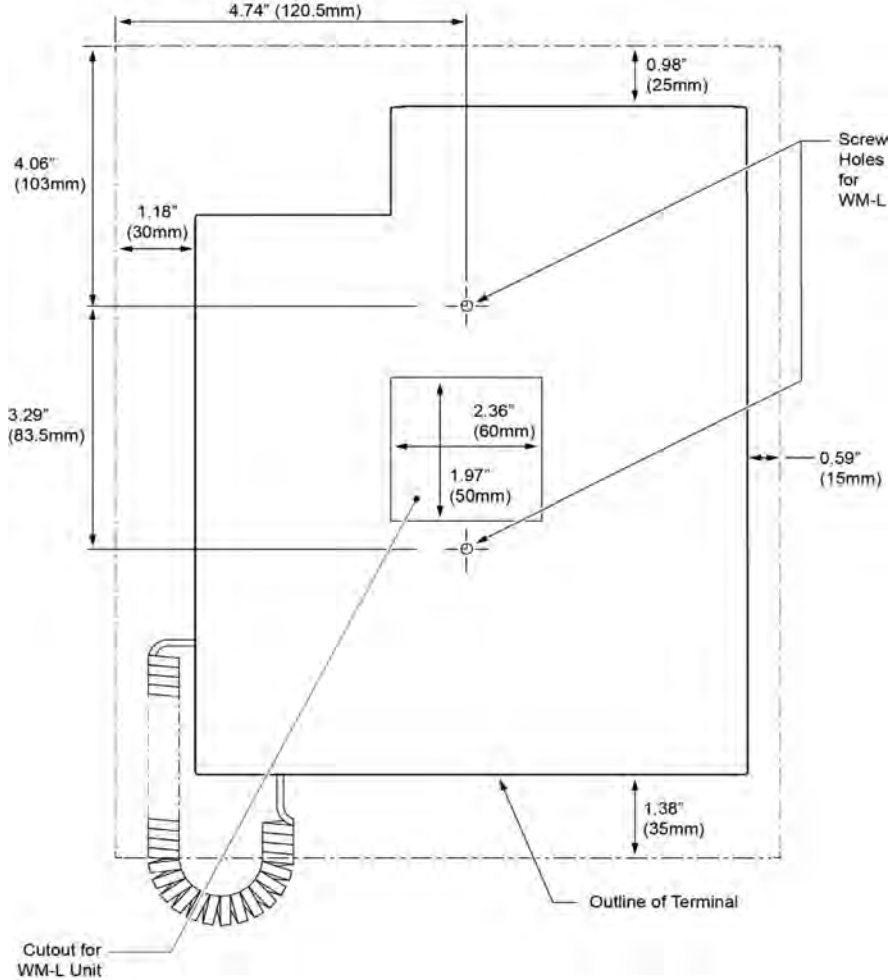 4.74” (120.5mm)
0.98”
(25mm)
Screw
Holes
for
WM-L
4.06”
(103mm)
1.18”
(30mm)
3.29”
(83.5mm)
2.36”
(60mm)
1.97”
(50mm)
0.59”
(15mm)
1.38”
(35mm)
Outline of Terminal
Cutout for
WM-L Unit